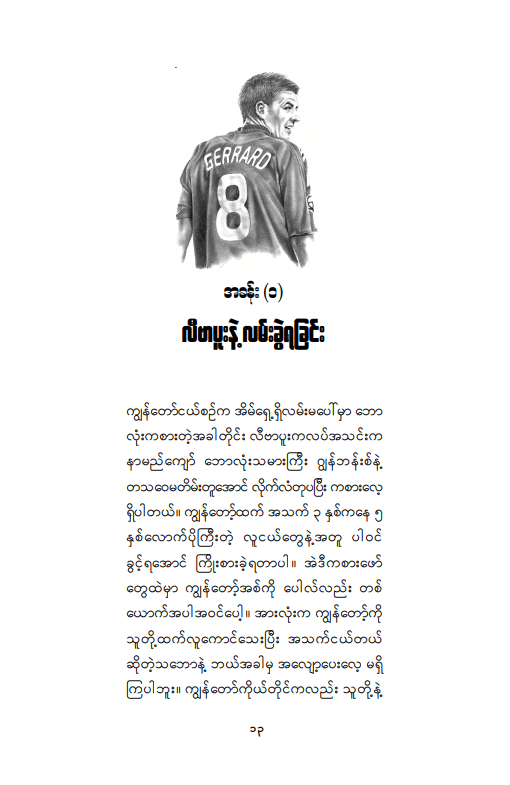 GERRARD
8
အခန်း (၁)
လီဗာပူးနဲ့ လမ်းခွဲရခြင်း
ကျွန်တော်ငယ်စဉ်က အိမ်ရှေ့ရှိလမ်းမပေါ်မှာ ဘော
လုံးကစားတဲ့အခါတိုင်း လီဗာပူးကလပ်အသင်းက
နာမည်ကျော် ဘောလုံးသမားကြီး ဂျွန်ဘန်းစ်နဲ့
တသဝေမတိမ်းတူအောင် လိုက်လံတုပပြီး ကစားလေ့
ရှိပါတယ်။ ကျွန်တော့်ထက် အသက် ၃ နှစ်ကနေ ၅
နှစ်လောက်ပိုကြီးတဲ့ လူငယ်တွေနဲ့အတူ ပါဝင်
ခွင့်ရအောင် ကြိုးစားခဲ့ရတာပါ။ အဲဒီကစားဖော်
တွေထဲမှာ ကျွန်တော့်အစ်ကို ပေါလ်လည်း တစ်
ယောက်အပါအဝင်ပေါ့။ အားလုံးက ကျွန်တော့်ကို
သူတို့ထက်လူကောင်သေးပြီး အသက်ငယ်တယ်
ဆိုတဲ့သဘောနဲ့ ဘယ်အခါမှ အလျော့ပေးလေ့ မရှိ
ကြပါဘူး။ ကျွန်တော်ကိုယ်တိုင်ကလည်း သူတို့နဲ့
၁၃